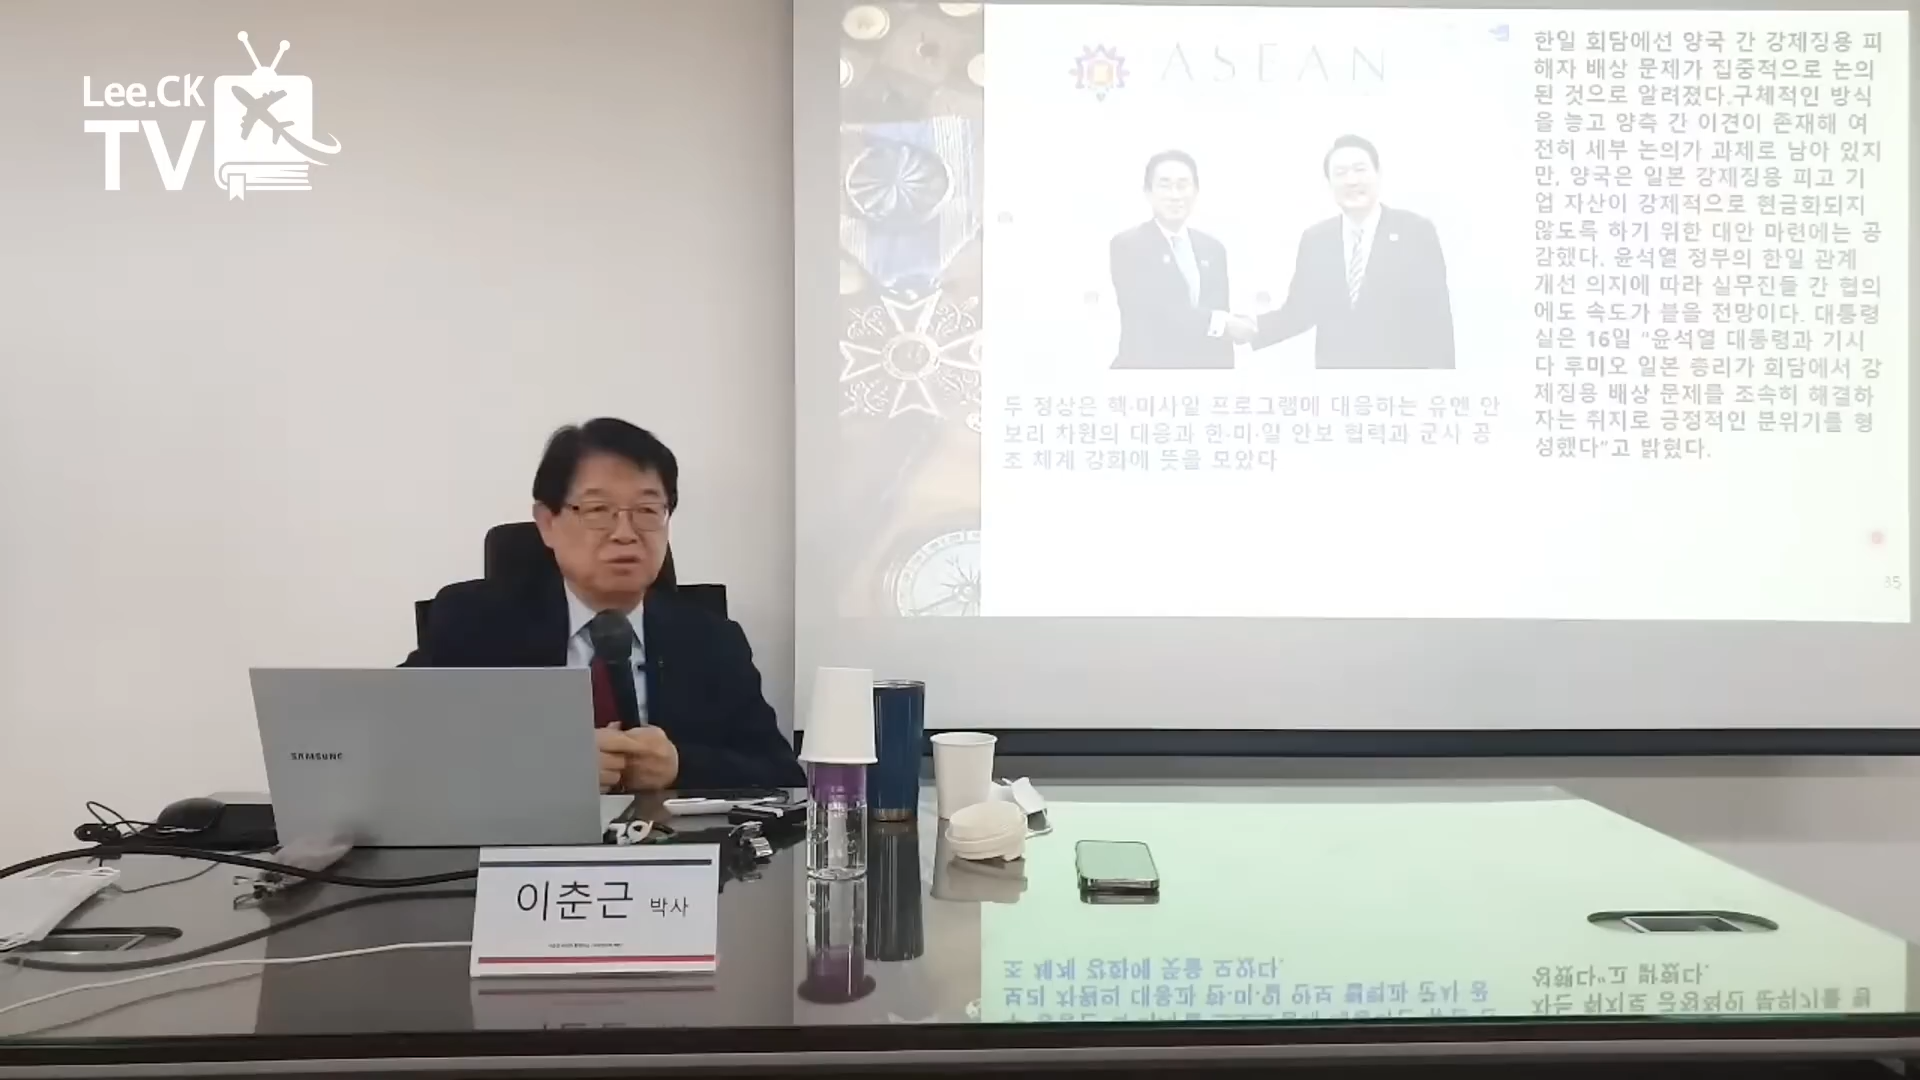 Lee.CK
TV
ASEAN
두 정상은 핵·미사일 프로그램에 대응하는 유엔 안
보리 차원의 대응과 한·미·일 안보 협력과 군사 공
조 체계 강화에 뜻을 모았다
한일 회담에선 양국 간 강제징용 피
해자 배상 문제가 집중적으로 논의
된 것으로 알려졌다.구체적인 방식
을 놓고 양측 간 이견이 존재해 여
전히 세부 논의가 과제로 남아 있지
만, 양국은 일본 강제징용 피고 기
업 자산이 강제적으로 현금화되지
않도록 하기 위한 대안 마련에는 공
감했다. 윤석열 정부의 한일 관계
개선 의지에 따라 실무진들 간 협의
에도 속도가 붙을 전망이다. 대통령
실은 16일 “윤석열 대통령과 기시
다 후미오 일본 총리가 회담에서 강
제징용 배상 문제를 조속히 해결하
자는 취지로 긍정적인 분위기를 형
성했다”고 밝혔다.
35
SAMSUNG
이춘근 박사